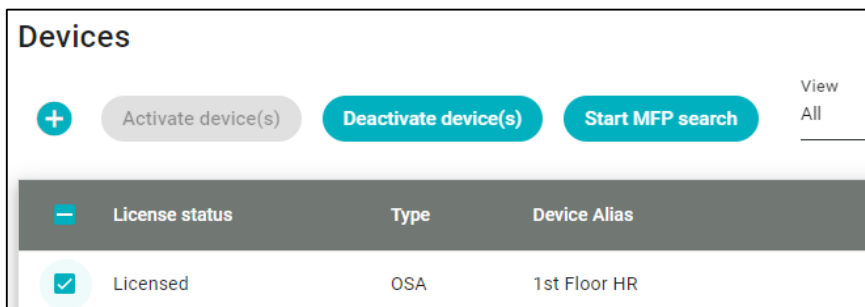 Devices
View
Activate device(s) Deactivate device(s) Start MFP search All
License status Type Device Alias
Licensed OSA 1st Floor HR